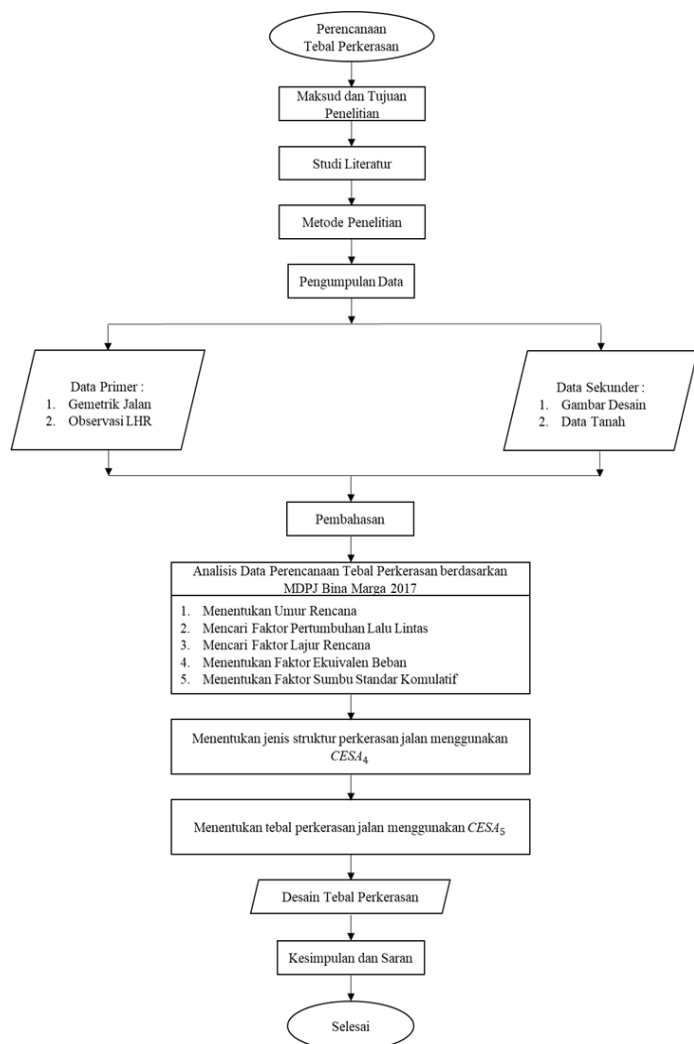 Perencanaan
Tebal Perkerasan
Maksud dan Tujuan
Penelitian
Studi Literatur
Metode Penelitian
Pengumpulan Data
Data Primer :
1. Gemetrik Jalan
2. Observasi LHR
Data Sekunder :
1. Gambar Desain
2. Data Tanah
Pembahasan
Analisis Data Perencanaan Tebal Perkerasan berdasarkan
MDPJ Bina Marga 2017
1. Menentukan Umur Rencana
2. Mencari Faktor Pertumbuhan Lalu Lintas
3. Mencari Faktor Lajur Rencana
4. Menentukan Faktor Ekuivalen Beban
5. Menentukan Faktor Sumbu Standar Komulatif
Menentukan jenis struktur perkerasan jalan menggunakan
CESA₄
Menentukan tebal perkerasan jalan menggunakan CESA₅
Desain Tebal Perkerasan
Kesimpulan dan Saran
Selesai